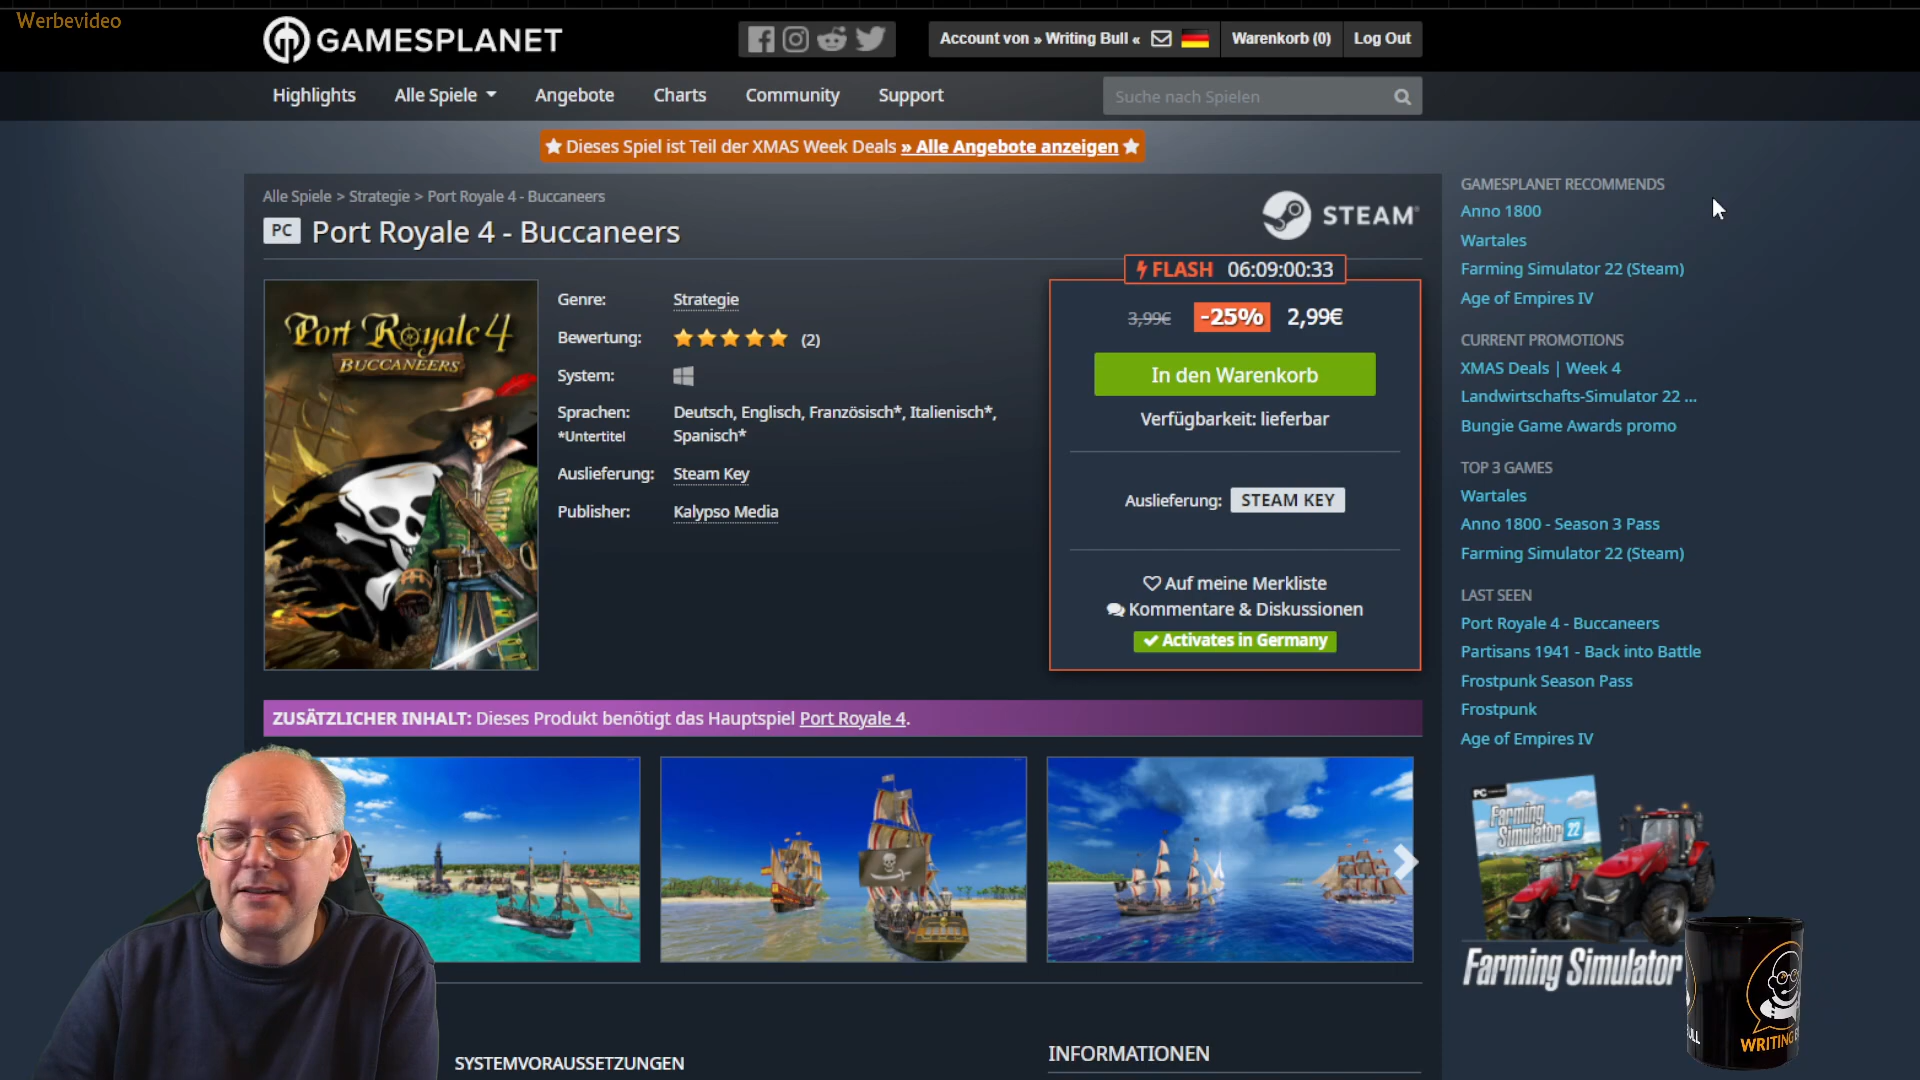 Werbevideo
GAMESPLANET
Account von » Writing Bull «
Warenkorb (0)
Log Out
Highlights
Alle Spiele
Angebote
Charts
Community
Support
Suche nach Spielen
Dieses Spiel ist Teil der XMAS Week Deals » Alle Angebote anzeigen
Alle Spiele > Strategie > Port Royale 4 - Buccaneers
PC Port Royale 4 - Buccaneers
STEAM
Port Royale 4
BUCCANEERS
Genre: Strategie
Bewertung: (2)
System:
Sprachen: Deutsch, Englisch, Französisch*, Italienisch*,
*Untertitel Spanisch*
Auslieferung: Steam Key
Publisher: Kalypso Media
FLASH 06:09:00:33
3,99€ -25% 2,99€
In den Warenkorb
Verfügbarkeit: lieferbar
Auslieferung: STEAM KEY
Auf meine Merkliste
Kommentare & Diskussionen
Activates in Germany
ZUSÄTZLICHER INHALT: Dieses Produkt benötigt das Hauptspiel Port Royale 4.
SYSTEMVORAUSSETZUNGEN
INFORMATIONEN
GAMESPLANET RECOMMENDS
Anno 1800
Wartales
Farming Simulator 22 (Steam)
Age of Empires IV
CURRENT PROMOTIONS
XMAS Deals | Week 4
Landwirtschafts-Simulator 22 ...
Bungie Game Awards promo
TOP 3 GAMES
Wartales
Anno 1800 - Season 3 Pass
Farming Simulator 22 (Steam)
LAST SEEN
Port Royale 4 - Buccaneers
Partisans 1941 - Back into Battle
Frostpunk Season Pass
Frostpunk
Age of Empires IV
PC
Farming
Simulator 22
Farming Simulator
WRITING